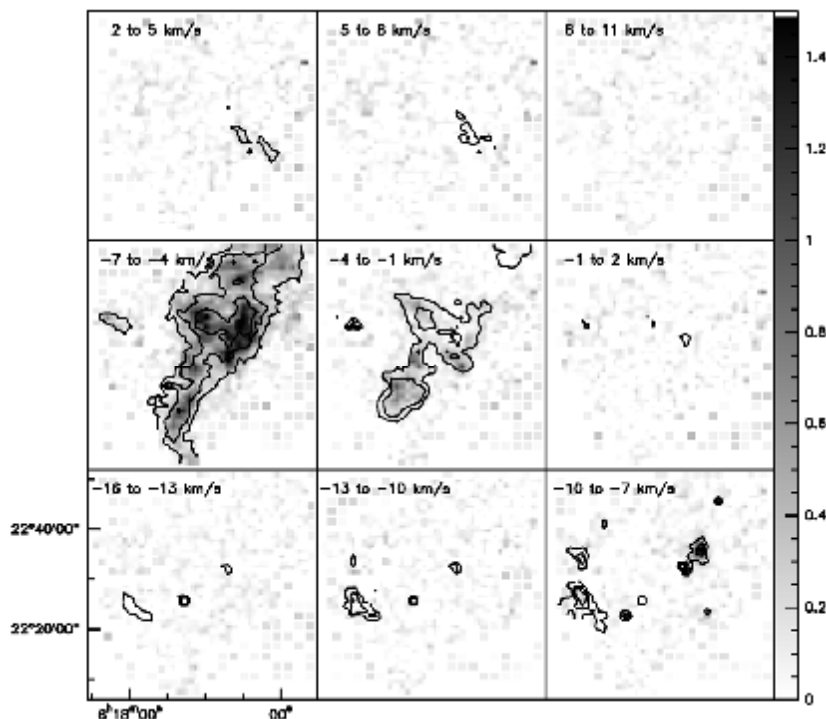 2 to 5 km/s
5 to 8 km/s
8 to 11 km/s
-7 to -4 km/s
-4 to -1 km/s
-1 to 2 km/s
-16 to -13 km/s
-13 to -10 km/s
-10 to -7 km/s
22°40'00"
22°20'00"
6ʰ18ᵐ00ˢ
00ˢ
1.4
1.2
1
0.8
0.6
0.4
0.2
0